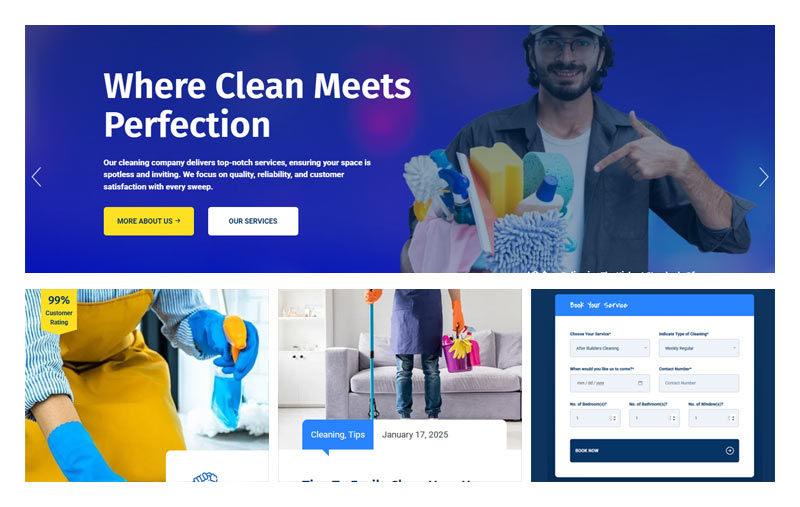 Where Clean Meets
Perfection
Our cleaning company delivers top-notch services, ensuring your space is
spotless and inviting. We focus on quality, reliability, and customer
satisfaction with every sweep.
MORE ABOUT US →
OUR SERVICES
99%
Customer
Rating
Cleaning, Tips
January 17, 2025
Book Your Service
Choose Your Service*
Indicate Type of Cleaning*
After Builders Cleaning
Weekly Regular
When would you like us to come?*
Contact Number*
mm / dd / yyyy
Contact Number
No. of Bedroom(s)?
No. of Bathroom(s)?
No. of Window(s)?
1
1
1
BOOK NOW